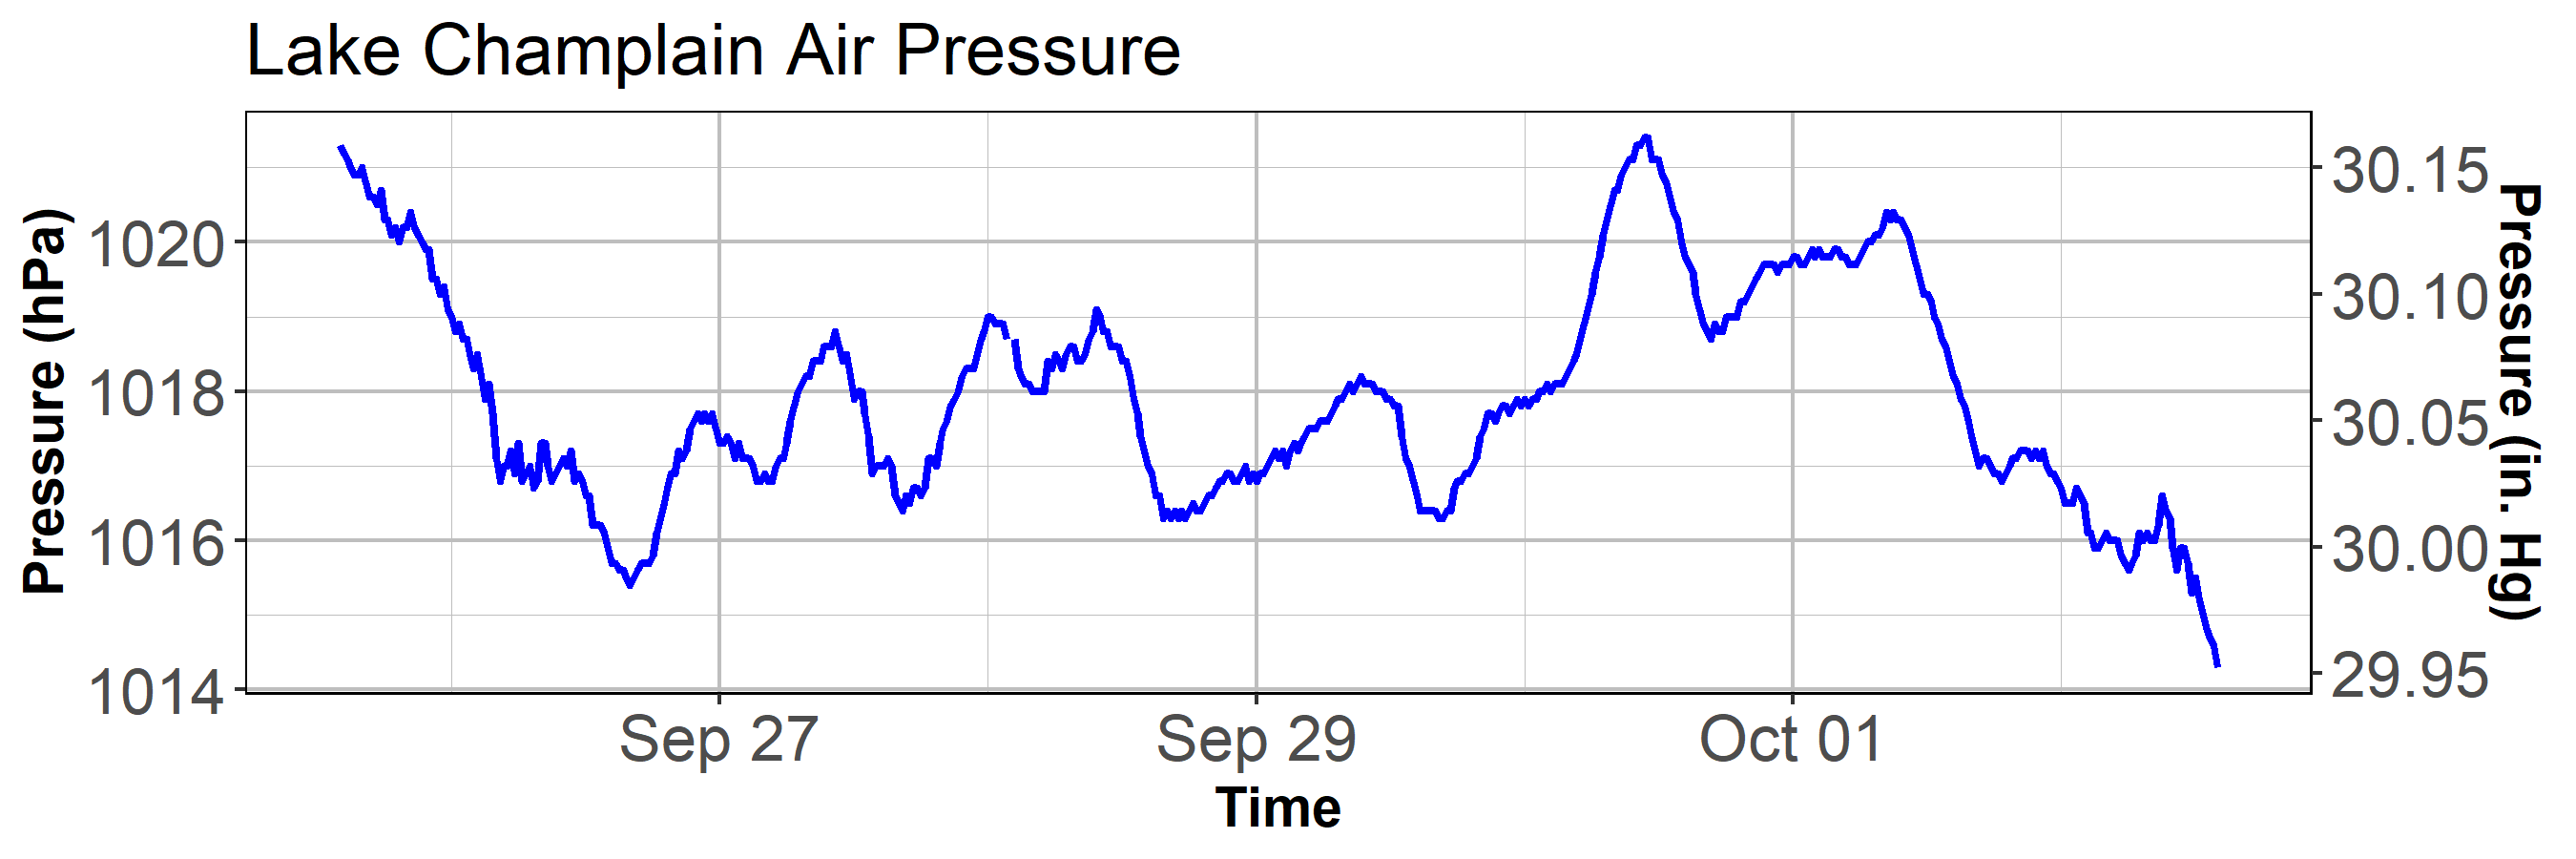 Lake Champlain Air Pressure
Pressure (hPa)
1020
1018
1016
1014
30.15
30.10
30.05
30.00
29.95
Pressure (in. Hg)
Sep 27
Sep 29
Oct 01
Time